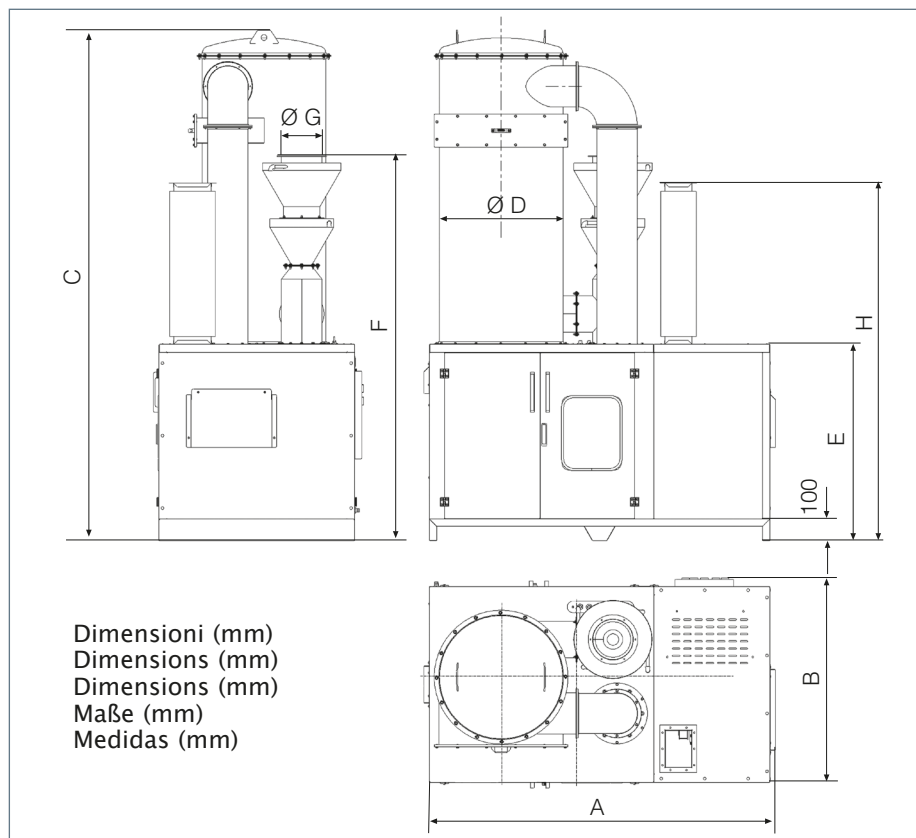 Ø G
Ø D
C
F
H
E
100
B
A
Dimensioni (mm)
Dimensions (mm)
Dimensions (mm)
Maße (mm)
Medidas (mm)